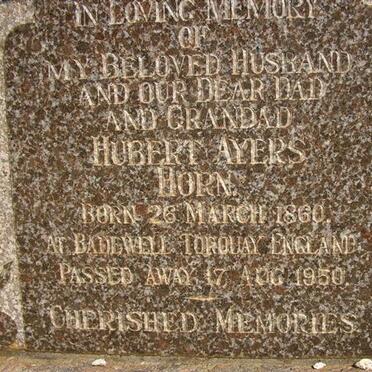 In Loving Memory
of
My Beloved Husband
and our Dear Dad
and Grandad
Hubert Ayers
Horn.
Born 26 March 1860.
at Badewell Torquay England.
Passed away 17 Aug 1950
Cherished Memories